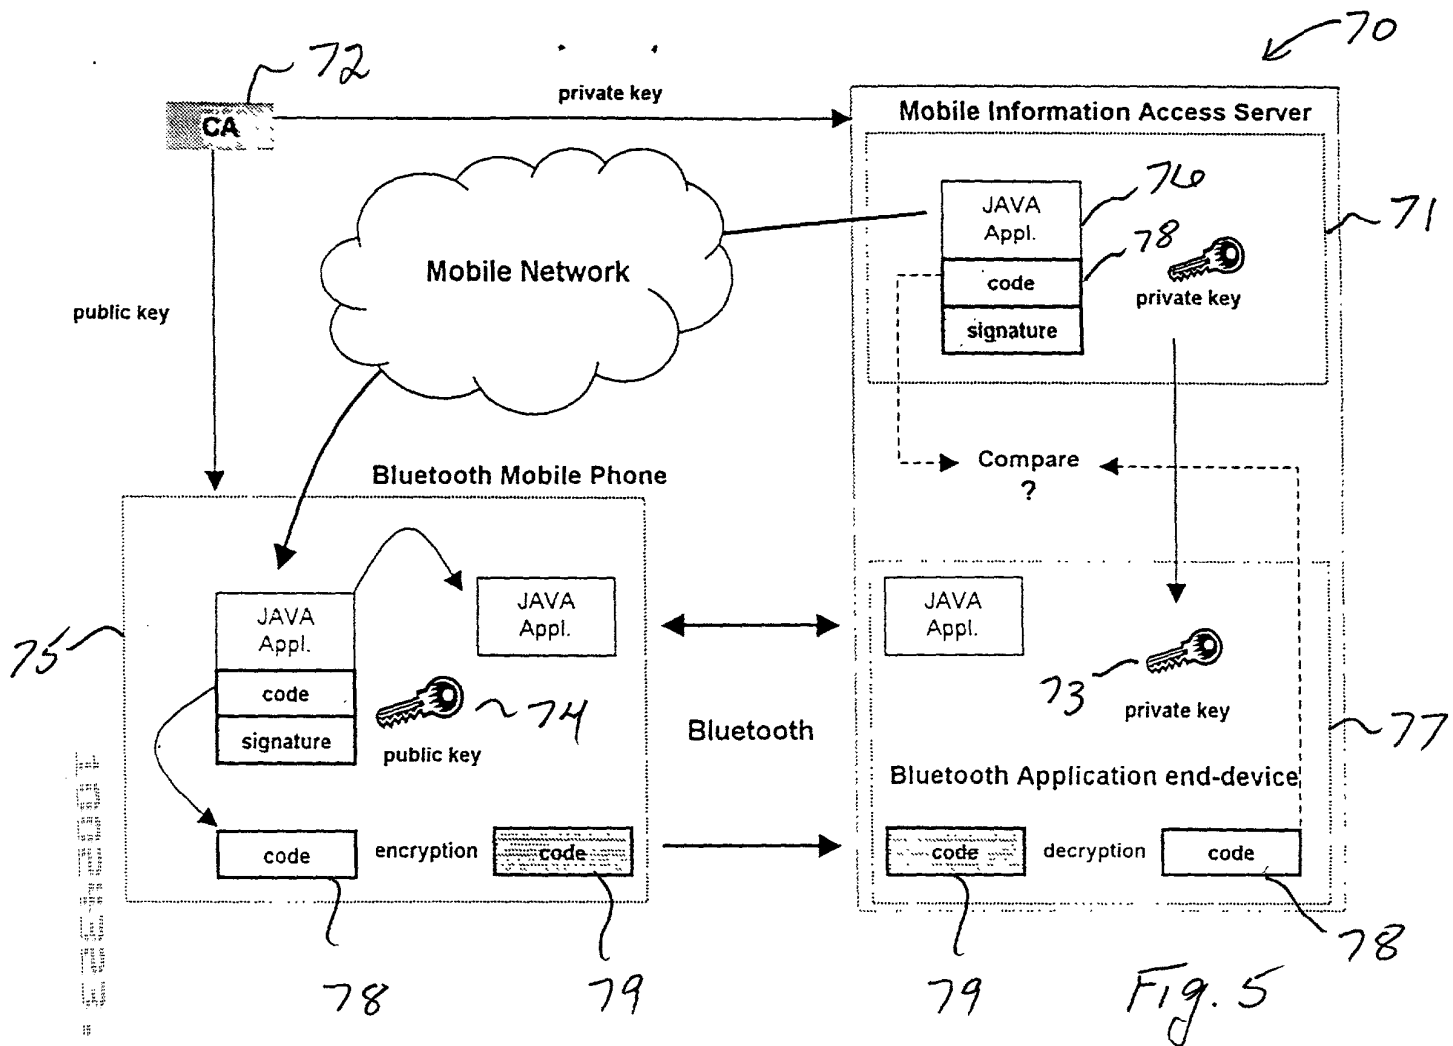 70
72
private key
CA
Mobile Information Access Server
JAVA
Appl.
76
71
78
code
private key
signature
Mobile Network
public key
Compare
?
Bluetooth Mobile Phone
JAVA
Appl.
JAVA
Appl.
JAVA
Appl.
75
code
signature
74
public key
Bluetooth
73
private key
77
Bluetooth Application end-device
code
encryption
code
code
decryption
code
78
79
79
78
Fig. 5